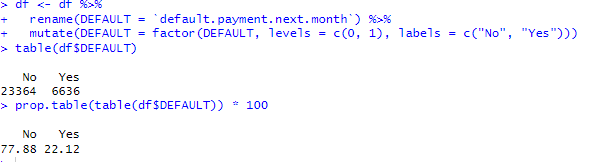 > df <- df %>%
+   rename(DEFAULT = `default.payment.next.month`) %>%
+   mutate(DEFAULT = factor(DEFAULT, levels = c(0, 1), labels = c("No", "Yes")))
> table(df$DEFAULT)

   No   Yes
23364  6636
> prop.table(table(df$DEFAULT)) * 100

   No   Yes
77.88 22.12
>